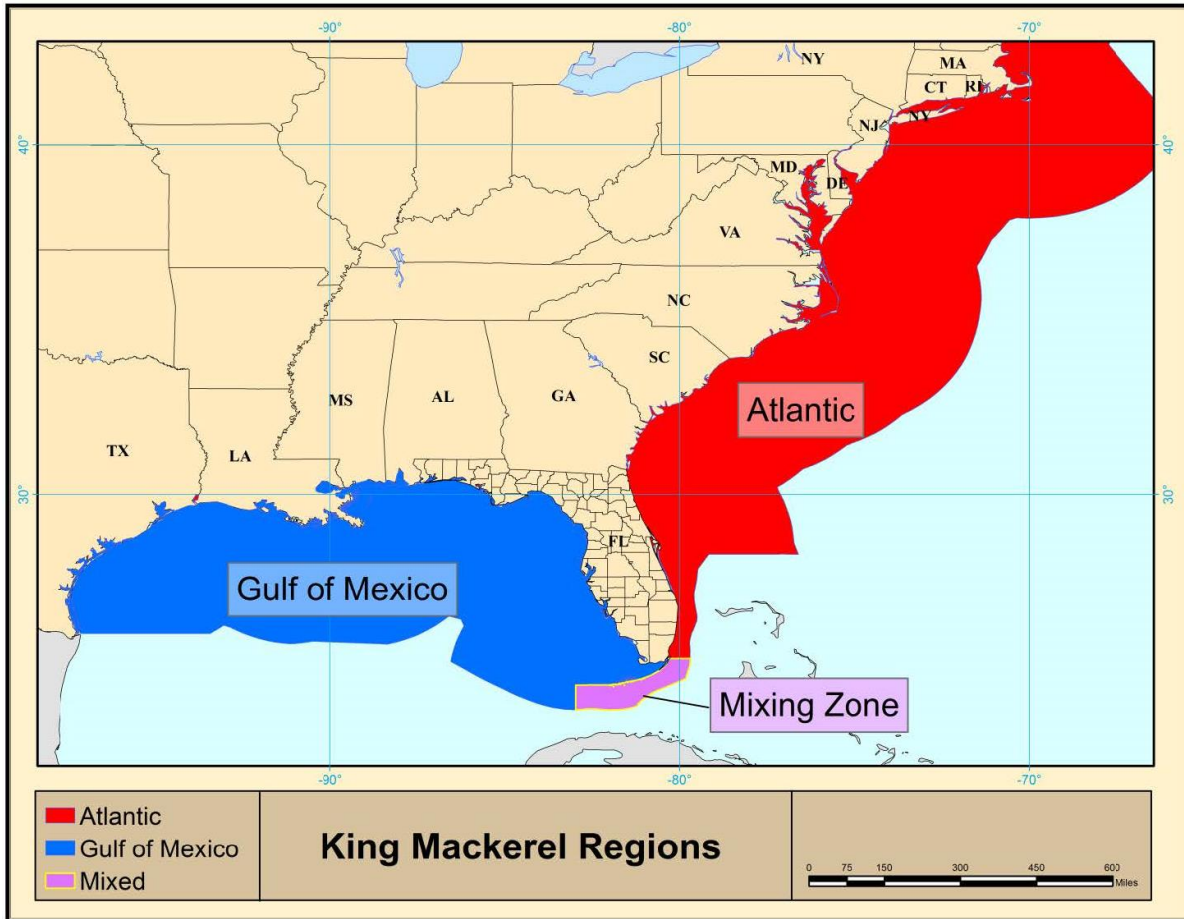 -90°
-80°
-70°
NY
MA
CT
RI
NY
NJ
40°
40°
MD
DE
VA
NC
SC
Atlantic
MS
AL
GA
TX
LA
30°
30°
FL
Gulf of Mexico
Mixing Zone
-90°
-80°
-70°
Atlantic
Gulf of Mexico
Mixed
King Mackerel Regions
0 75 150 300 450 600
Miles